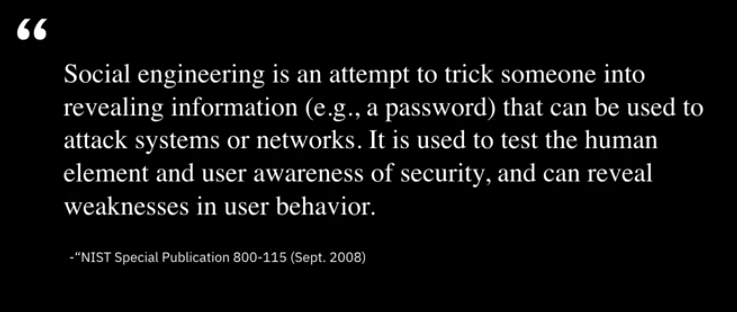 “
Social engineering is an attempt to trick someone into
revealing information (e.g., a password) that can be used to
attack systems or networks. It is used to test the human
element and user awareness of security, and can reveal
weaknesses in user behavior.
-“NIST Special Publication 800-115 (Sept. 2008)